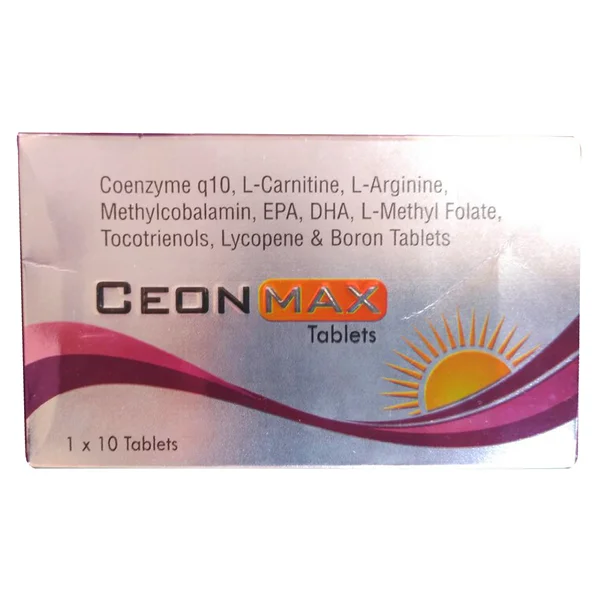 Coenzyme q10, L-Carnitine, L-Arginine,
Methylcobalamin, EPA, DHA, L-Methyl Folate,
Tocotrienols, Lycopene & Boron Tablets
CEON MAX
Tablets
1 x 10 Tablets